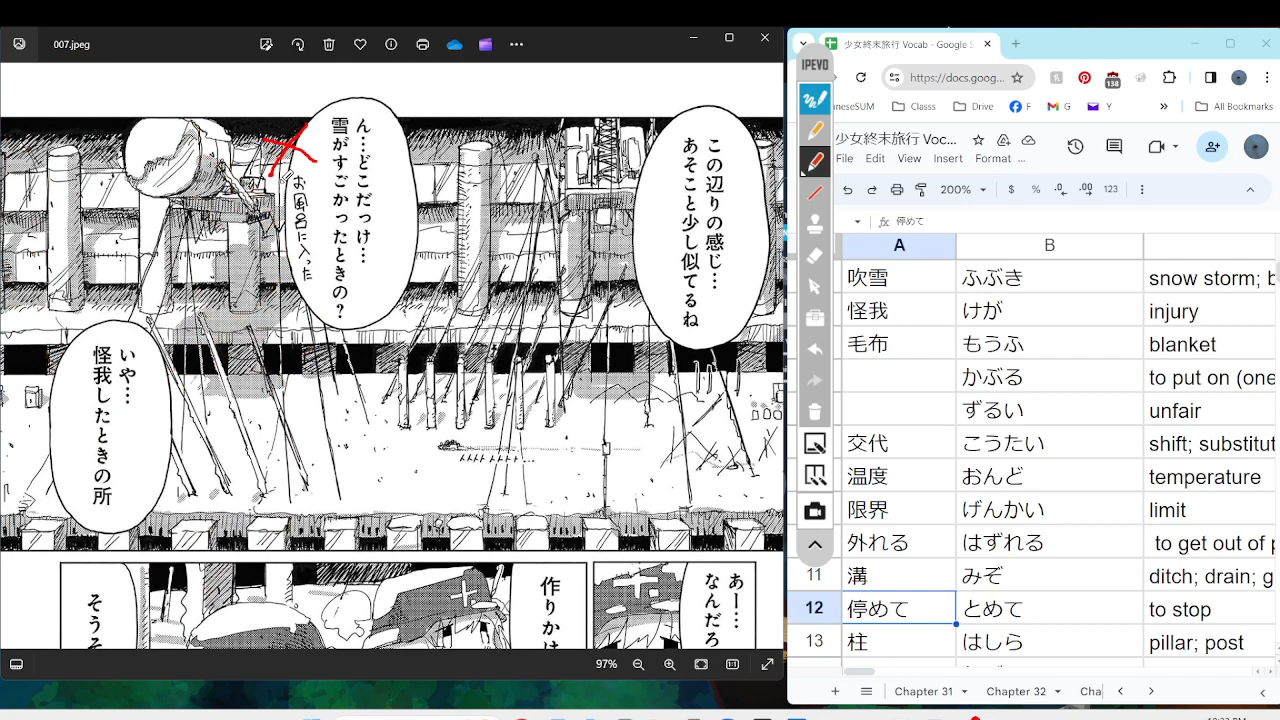 007.jpeg
この辺りの感じ…
あそこと少し似てるね
ん…どこだっけ…
雪がすごかったときの?
お風呂に入った
いや…
怪我したときの所
あー…
なんだろ
作りかけ
そうそ
97%
少女終末旅行 Vocab - Google S
https://docs.goog...
138
aneseSUM
Classs
Drive
F
G
Y
»
All Bookmarks
IPEVO
少女終末旅行 Voc...
File Edit View Insert Format ...
200%
$ % .0 .00 123
fx 停めて
A B
吹雪 ふぶき snow storm; b
怪我 けが injury
毛布 もうふ blanket
かぶる to put on (one
ずるい unfair
交代 こうたい shift; substitut
温度 おんど temperature
限界 げんかい limit
外れる はずれる to get out of p
11 溝 みぞ ditch; drain; g
12 停めて とめて to stop
13 柱 はしら pillar; post
Chapter 31 Chapter 32 Cha